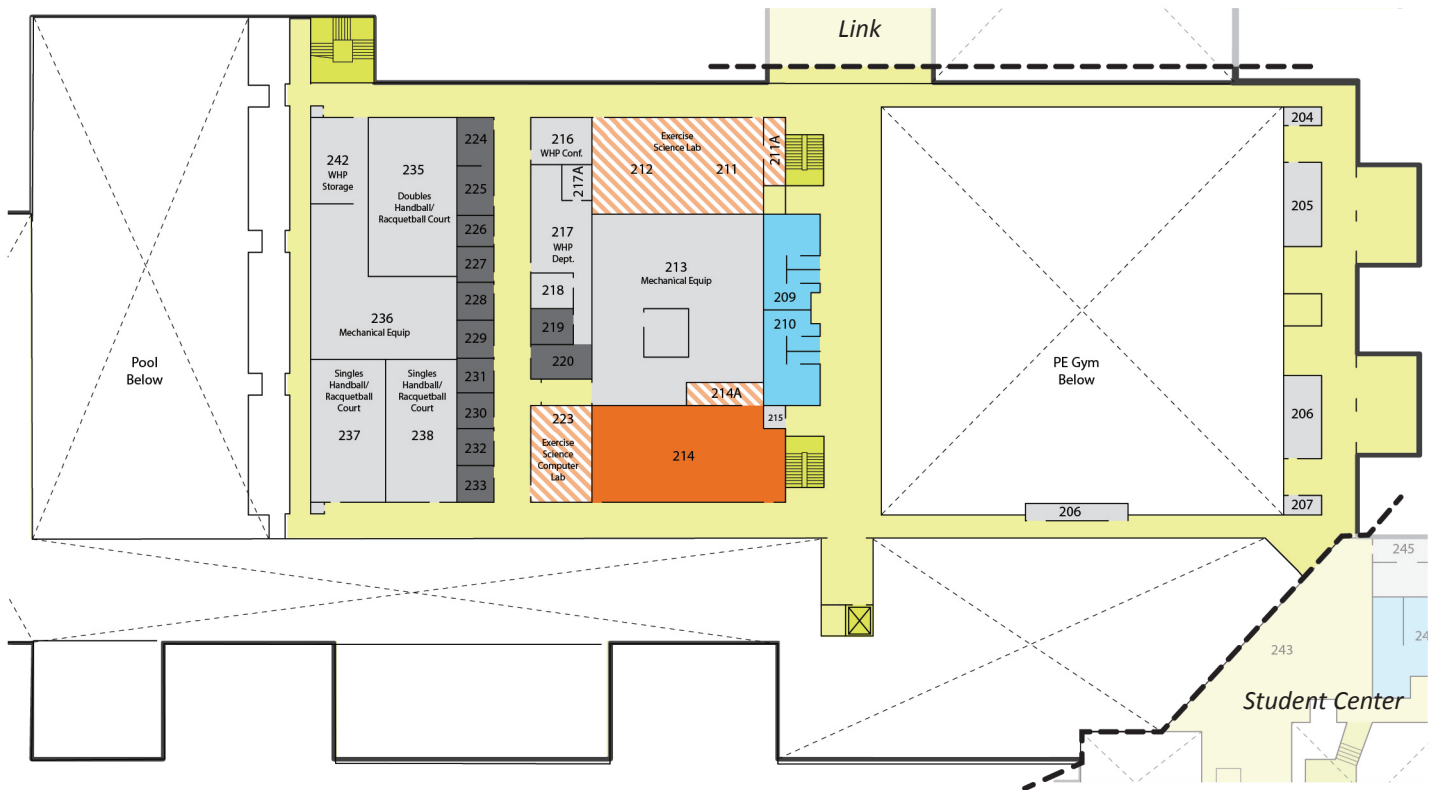 Link
204
224
216
WHP Conf.
Exercise
Science Lab
212
211
211A
242
WHP
Storage
235
Doubles
Handball/
Racquetball Court
217A
225
205
226
217
WHP
Dept.
227
213
Mechanical Equip
218
228
209
236
Mechanical Equip
219
210
229
220
Pool
Below
PE Gym
Below
Singles
Handball/
Racquetball
Court
237
Singles
Handball/
Racquetball
Court
238
231
214A
230
223
Exercise
Science
Computer
Lab
215
206
232
214
233
206
207
245
243
24
Student Center